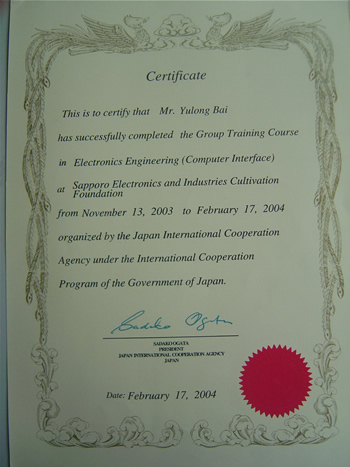 Certificate
This is to certify that Mr. Yulong Bai
has successfully completed the Group Training Course
in Electronics Engineering (Computer Interface)
at Sapporo Electronics and Industries Cultivation
Foundation
from November 13, 2003 to February 17, 2004
organized by the Japan International Cooperation
Agency under the International Cooperation
Program of the Government of Japan.
Sadako Ogata
SADAKO OGATA
PRESIDENT
JAPAN INTERNATIONAL COOPERATION AGENCY
JAPAN
Date: February 17, 2004